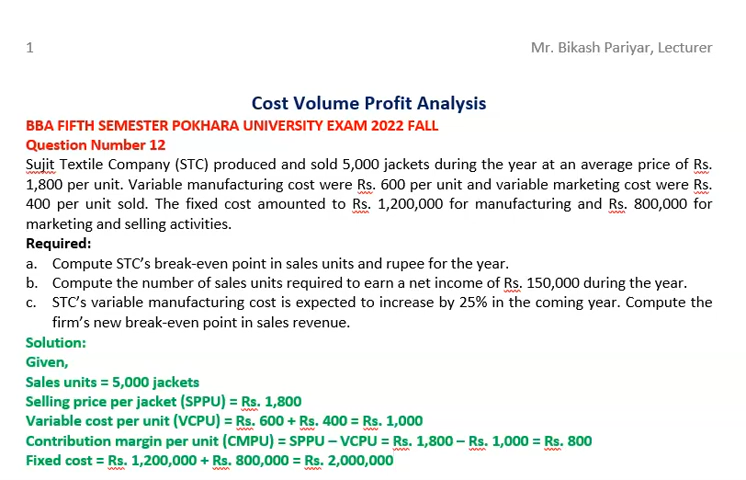 1 Mr. Bikash Pariyar, Lecturer
Cost Volume Profit Analysis
BBA FIFTH SEMESTER POKHARA UNIVERSITY EXAM 2022 FALL
Question Number 12
Sujit Textile Company (STC) produced and sold 5,000 jackets during the year at an average price of Rs.
1,800 per unit. Variable manufacturing cost were Rs. 600 per unit and variable marketing cost were Rs.
400 per unit sold. The fixed cost amounted to Rs. 1,200,000 for manufacturing and Rs. 800,000 for
marketing and selling activities.
Required:
a. Compute STC’s break-even point in sales units and rupee for the year.
b. Compute the number of sales units required to earn a net income of Rs. 150,000 during the year.
c. STC’s variable manufacturing cost is expected to increase by 25% in the coming year. Compute the
firm’s new break-even point in sales revenue.
Solution:
Given,
Sales units = 5,000 jackets
Selling price per jacket (SPPU) = Rs. 1,800
Variable cost per unit (VCPU) = Rs. 600 + Rs. 400 = Rs. 1,000
Contribution margin per unit (CMPU) = SPPU – VCPU = Rs. 1,800 – Rs. 1,000 = Rs. 800
Fixed cost = Rs. 1,200,000 + Rs. 800,000 = Rs. 2,000,000